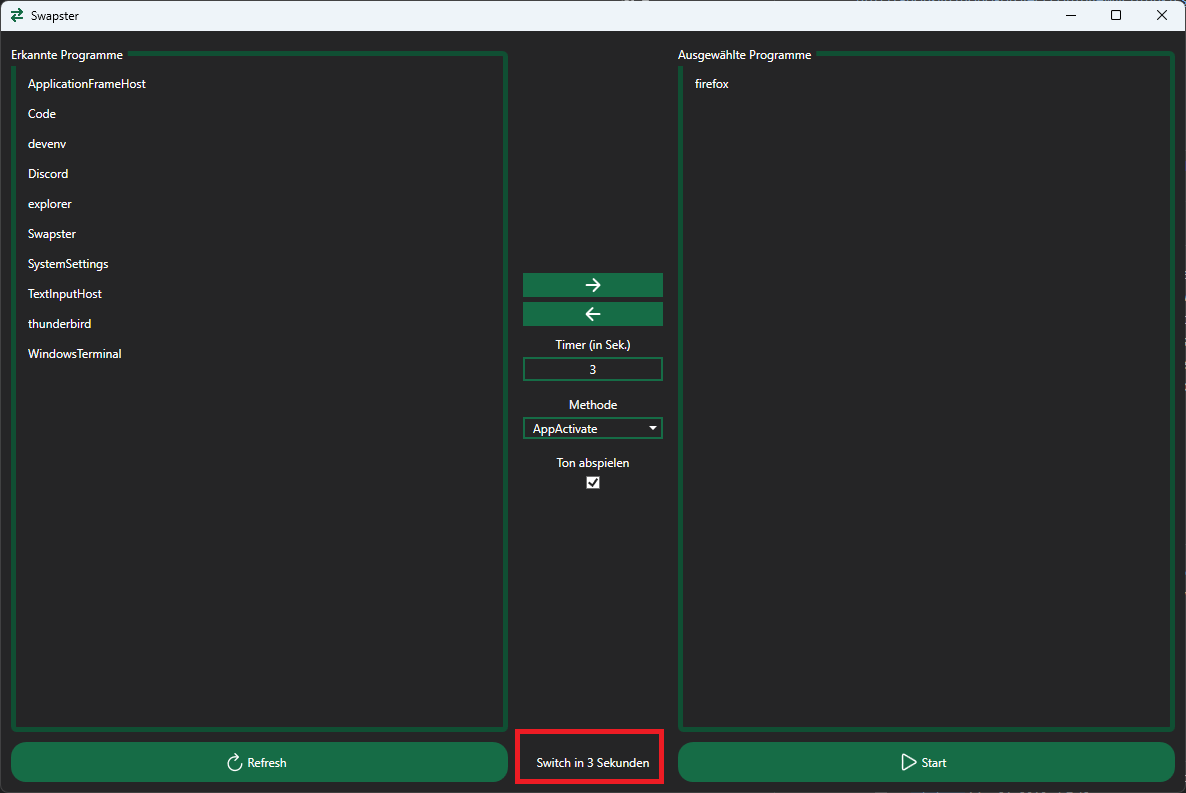 Swapster
Erkannte Programme
ApplicationFrameHost
Code
devenv
Discord
explorer
Swapster
SystemSettings
TextInputHost
thunderbird
WindowsTerminal
Timer (in Sek.)
3
Methode
AppActivate
Ton abspielen
Ausgewählte Programme
firefox
Refresh
Switch in 3 Sekunden
Start